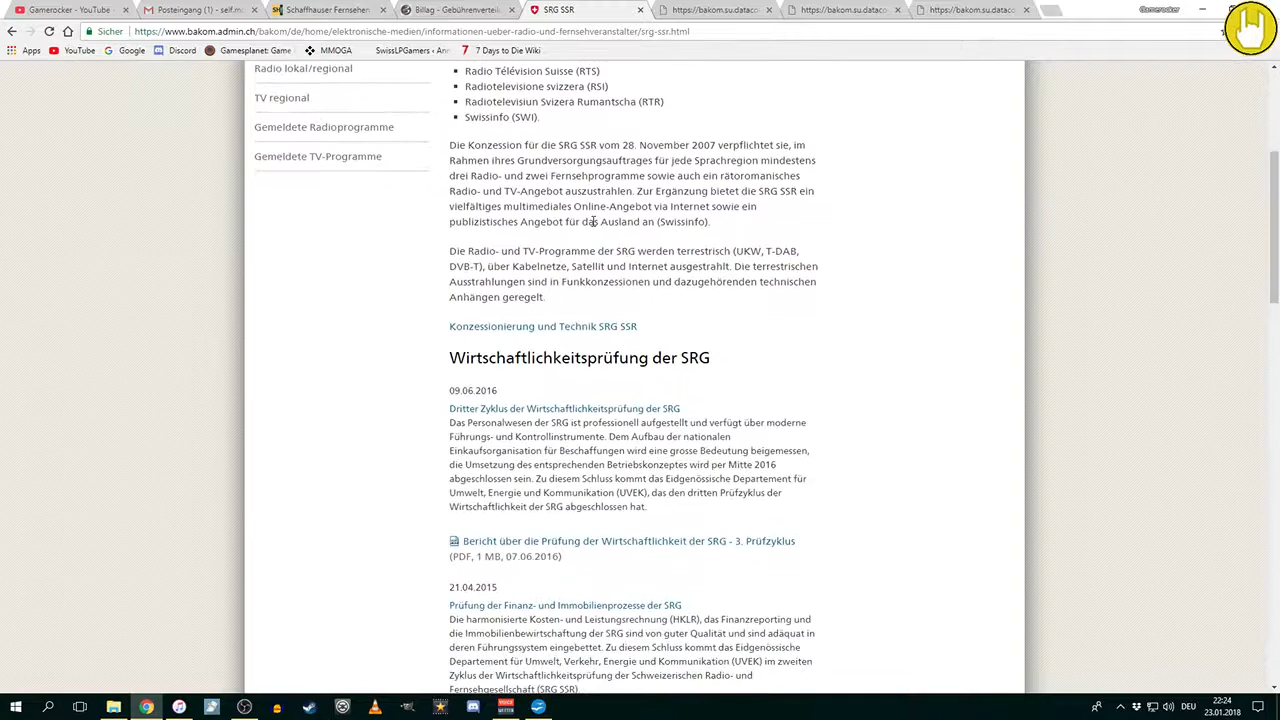 Gamerocker - YouTube -
Posteingang (1) - self.m
Schaffhauser Fernsehen
Billag - Gebührenverteil
SRG SSR
https://bakom.su.dataco
https://bakom.su.dataco
https://bakom.su.dataco
Gamerocker
Sicher https://www.bakom.admin.ch/bakom/de/home/elektronische-medien/informationen-ueber-radio-und-fernsehveranstalter/srg-ssr.html
Apps YouTube Google Discord Gamesplanet: Game MIMOGA SwissLPGamers - Ann 7 Days to Die Wiki
Radio lokal/regional
TV regional
Gemeldete Radioprogramme
Gemeldete TV-Programme
Radio Télévision Suisse (RTS)
Radiotelevisione svizzera (RSI)
Radiotelevisiun Svizera Rumantscha (RTR)
Swissinfo (SWI).
Die Konzession für die SRG SSR vom 28. November 2007 verpflichtet sie, im
Rahmen ihres Grundversorgungsauftrages für jede Sprachregion mindestens
drei Radio- und zwei Fernsehprogramme sowie auch ein rätoromanisches
Radio- und TV-Angebot auszustrahlen. Zur Ergänzung bietet die SRG SSR ein
vielfältiges multimediales Online-Angebot via Internet sowie ein
publizistisches Angebot für das Ausland an (Swissinfo).
Die Radio- und TV-Programme der SRG werden terrestrisch (UKW, T-DAB,
DVB-T), über Kabelnetze, Satellit und Internet ausgestrahlt. Die terrestrischen
Ausstrahlungen sind in Funkkonzessionen und dazugehörenden technischen
Anhängen geregelt.
Konzessionierung und Technik SRG SSR
Wirtschaftlichkeitsprüfung der SRG
09.06.2016
Dritter Zyklus der Wirtschaftlichkeitsprüfung der SRG
Das Personalwesen der SRG ist professionell aufgestellt und verfügt über moderne
Führungs- und Kontrollinstrumente. Dem Aufbau der nationalen
Einkaufsorganisation für Beschaffungen wird eine grosse Bedeutung beigemessen,
die Umsetzung des entsprechenden Betriebskonzeptes wird per Mitte 2016
abgeschlossen sein. Zu diesem Schluss kommt das Eidgenössische Departement für
Umwelt, Energie und Kommunikation (UVEK), das den dritten Prüfzyklus der
Wirtschaftlichkeit der SRG abgeschlossen hat.
Bericht über die Prüfung der Wirtschaftlichkeit der SRG - 3. Prüfzyklus
(PDF, 1 MB, 07.06.2016)
21.04.2015
Prüfung der Finanz- und Immobilienprozesse der SRG
Die harmonisierte Kosten- und Leistungsrechnung (HKLR), das Finanzreporting und
die Immobilienbewirtschaftung der SRG sind von guter Qualität und sind adäquat in
deren Führungssystem eingebettet. Zu diesem Schluss kommt das Eidgenössische
Departement für Umwelt, Verkehr, Energie und Kommunikation (UVEK) im zweiten
Zyklus der Wirtschaftlichkeitsprüfung der Schweizerischen Radio- und
Fernsehgesellschaft (SRG SSR).
DEU
22:24
23.01.2018